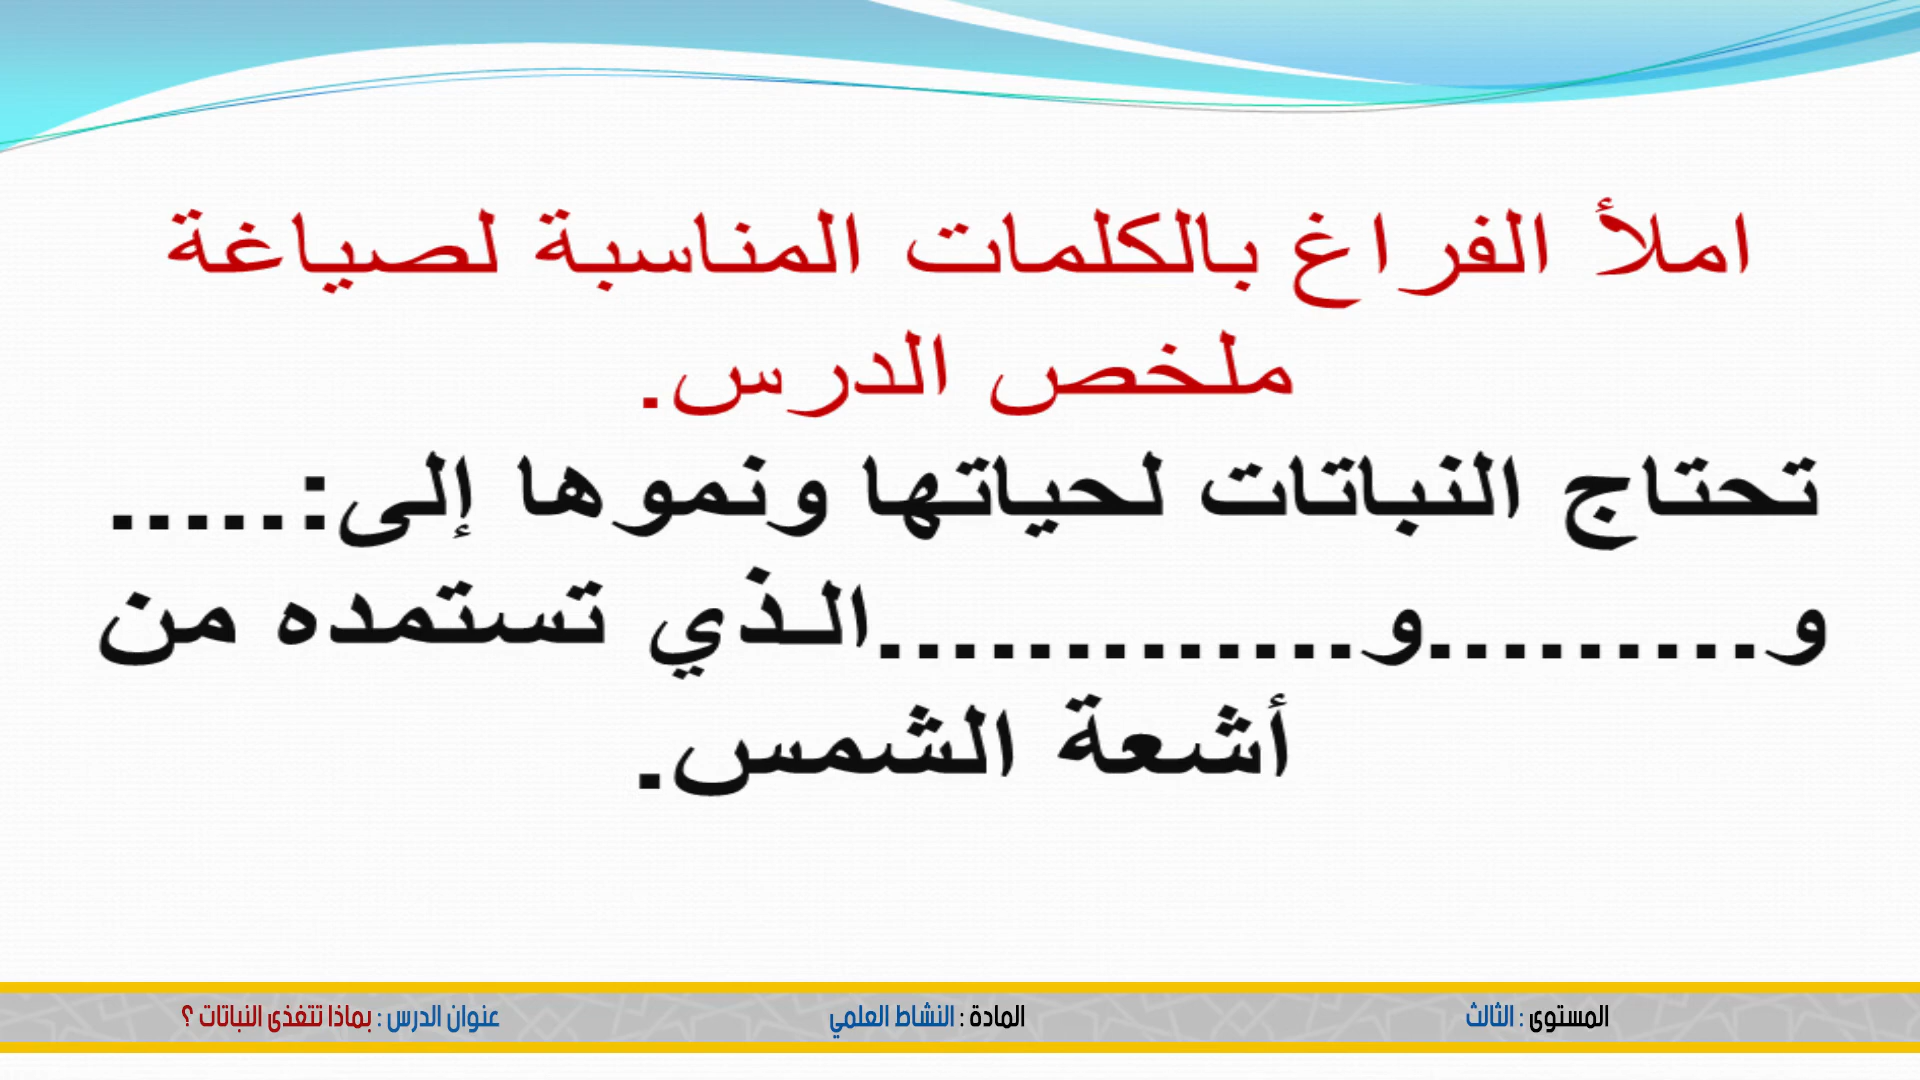 املأ الفراغ بالكلمات المناسبة لصياغة
ملخص الدرس.
تحتاج النباتات لحياتها ونموها إلى:.....
و.........و.............الـذي تستمده من
أشعة الشمس.
المستوى : الثالث
المادة : النشاط العلمي
عنوان الدرس : بماذا تتغذى النباتات ؟